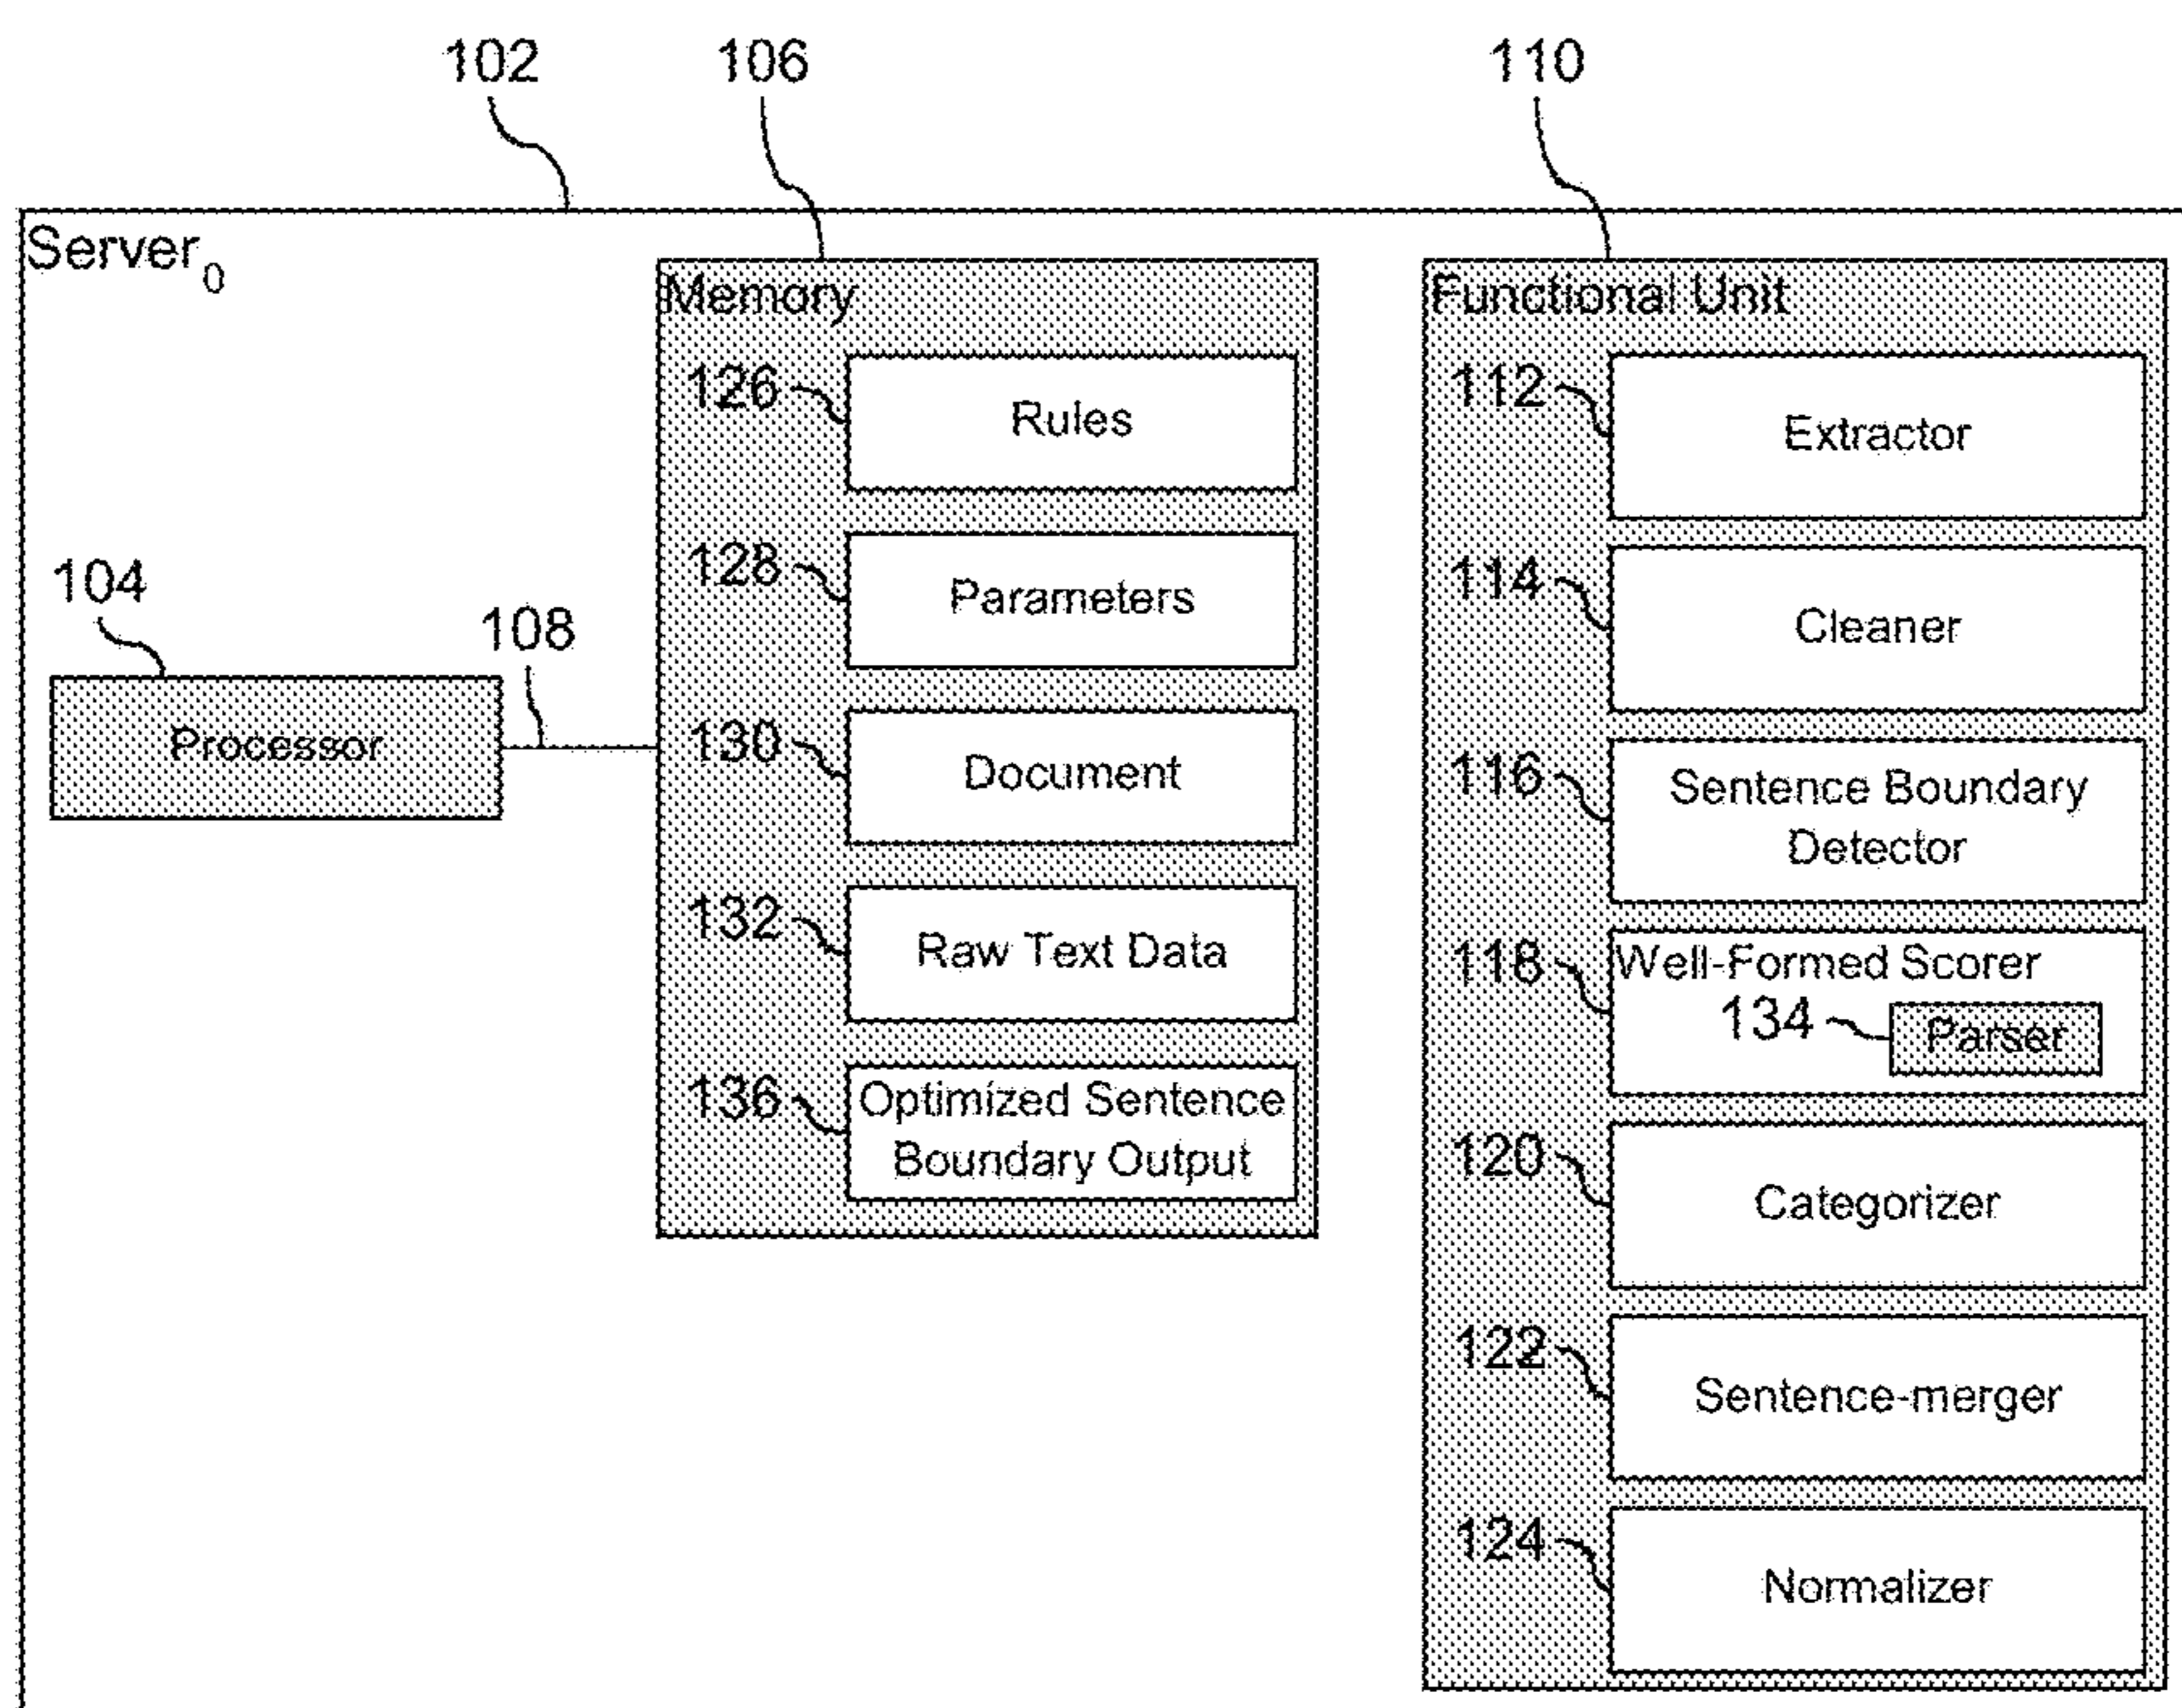 102
106
110
Server0
Memory
126
Rules
128
Parameters
130
Document
132
Raw Text Data
136
Optimized Sentence
Boundary Output
104
Processor
108
Functional Unit
112
Extractor
114
Cleaner
116
Sentence Boundary
Detector
118
Well-Formed Scorer
134
Parser
120
Categorizer
122
Sentence-merger
124
Normalizer